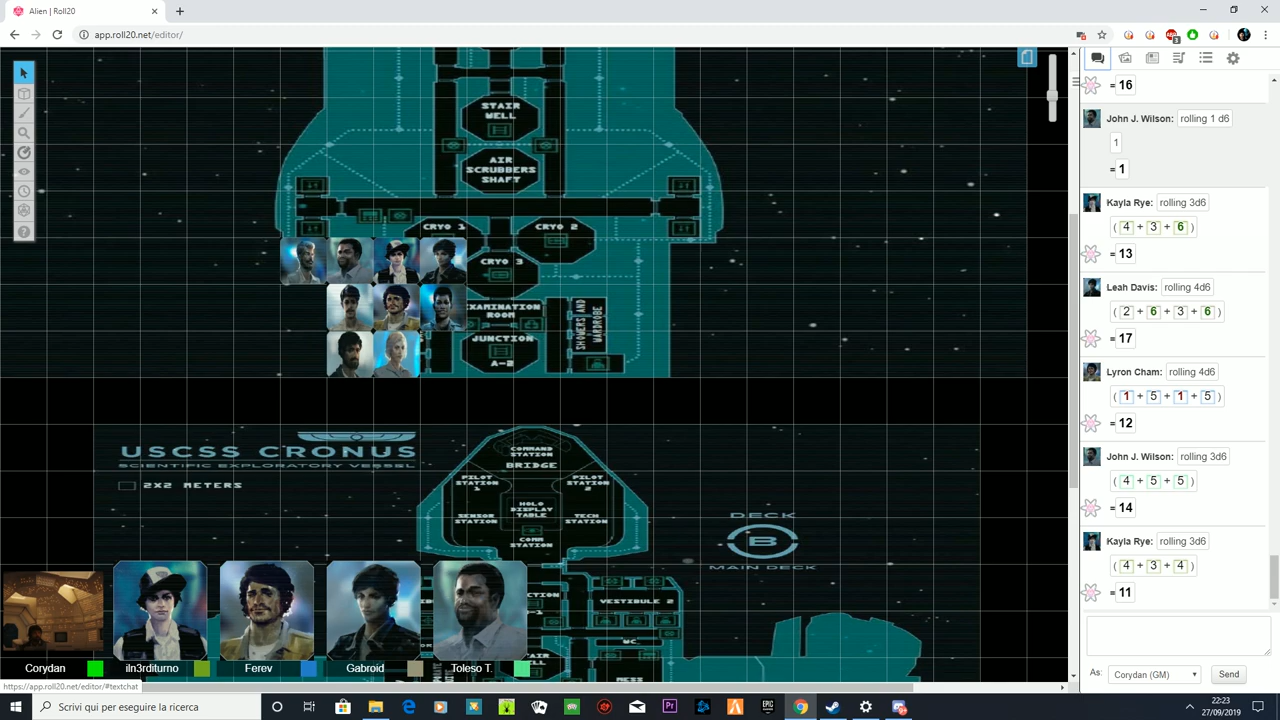 Alien | Roll20
app.roll20.net/editor/
STAIR
WELL
AIR
SCRUBBERS
SHAFT
CRYO 1
CRYO 2
CRYO 3
EXAMINATION
ROOM
SHOWERS AND
WARDROBE
JUNCTION
A-2
USCSS CRONUS
SCIENTIFIC EXPLORATORY VESSEL
2X2 METERS
COMMAND
STATION
BRIDGE
PILOT
STATION
1
PILOT
STATION
2
HOLO
DISPLAY
TABLE
SENSOR
STATION
TECH
STATION
COMM
STATION
DECK
B
MAIN DECK
VESTIBULE 2
WC
MESS
Corydan
iln3rditurno
Ferev
Gabroid
Toleso T.
https://app.roll20.net/editor/#textchat
= 16
John J. Wilson: rolling 1 d6
1
= 1
Kayla Rye: rolling 3d6
( 4 + 3 + 6 )
= 13
Leah Davis: rolling 4d6
( 2 + 6 + 3 + 6 )
= 17
Lyron Cham: rolling 4d6
( 1 + 5 + 1 + 5 )
= 12
John J. Wilson: rolling 3d6
( 4 + 5 + 5 )
= 14
Kayla Rye: rolling 3d6
( 4 + 3 + 4 )
= 11
As: Corydan (GM) Send
Scrivi qui per eseguire la ricerca
22:23
27/09/2019